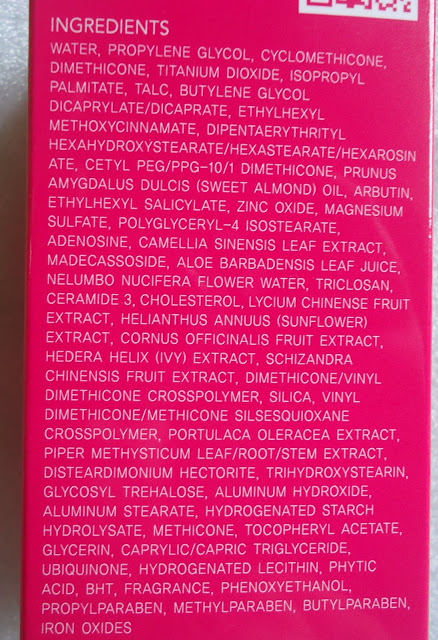 INGREDIENTS
WATER, PROPYLENE GLYCOL, CYCLOMETHICONE,
DIMETHICONE, TITANIUM DIOXIDE, ISOPROPYL
PALMITATE, TALC, BUTYLENE GLYCOL
DICAPRYLATE/DICAPRATE, ETHYLHEXYL
METHOXYCINNAMATE, DIPENTAERYTHRITYL
HEXAHYDROXYSTEARATE/HEXASTEARATE/HEXAROSIN
ATE, CETYL PEG/PPG-10/1 DIMETHICONE, PRUNUS
AMYGDALUS DULCIS (SWEET ALMOND) OIL, ARBUTIN,
ETHYLHEXYL SALICYLATE, ZINC OXIDE, MAGNESIUM
SULFATE, POLYGLYCERYL-4 ISOSTEARATE,
ADENOSINE, CAMELLIA SINENSIS LEAF EXTRACT,
MADECASSOSIDE, ALOE BARBADENSIS LEAF JUICE,
NELUMBO NUCIFERA FLOWER WATER, TRICLOSAN,
CERAMIDE 3, CHOLESTEROL, LYCIUM CHINENSE FRUIT
EXTRACT, HELIANTHUS ANNUUS (SUNFLOWER)
EXTRACT, CORNUS OFFICINALIS FRUIT EXTRACT,
HEDERA HELIX (IVY) EXTRACT, SCHIZANDRA
CHINENSIS FRUIT EXTRACT, DIMETHICONE/VINYL
DIMETHICONE CROSSPOLYMER, SILICA, VINYL
DIMETHICONE/METHICONE SILSESQUIOXANE
CROSSPOLYMER, PORTULACA OLERACEA EXTRACT,
PIPER METHYSTICUM LEAF/ROOT/STEM EXTRACT,
DISTEARDIMONIUM HECTORITE, TRIHYDROXYSTEARIN,
GLYCOSYL TREHALOSE, ALUMINUM HYDROXIDE,
ALUMINUM STEARATE, HYDROGENATED STARCH
HYDROLYSATE, METHICONE, TOCOPHERYL ACETATE,
GLYCERIN, CAPRYLIC/CAPRIC TRIGLYCERIDE,
UBIQUINONE, HYDROGENATED LECITHIN, PHYTIC
ACID, BHT, FRAGRANCE, PHENOXYETHANOL,
PROPYLPARABEN, METHYLPARABEN, BUTYLPARABEN,
IRON OXIDES